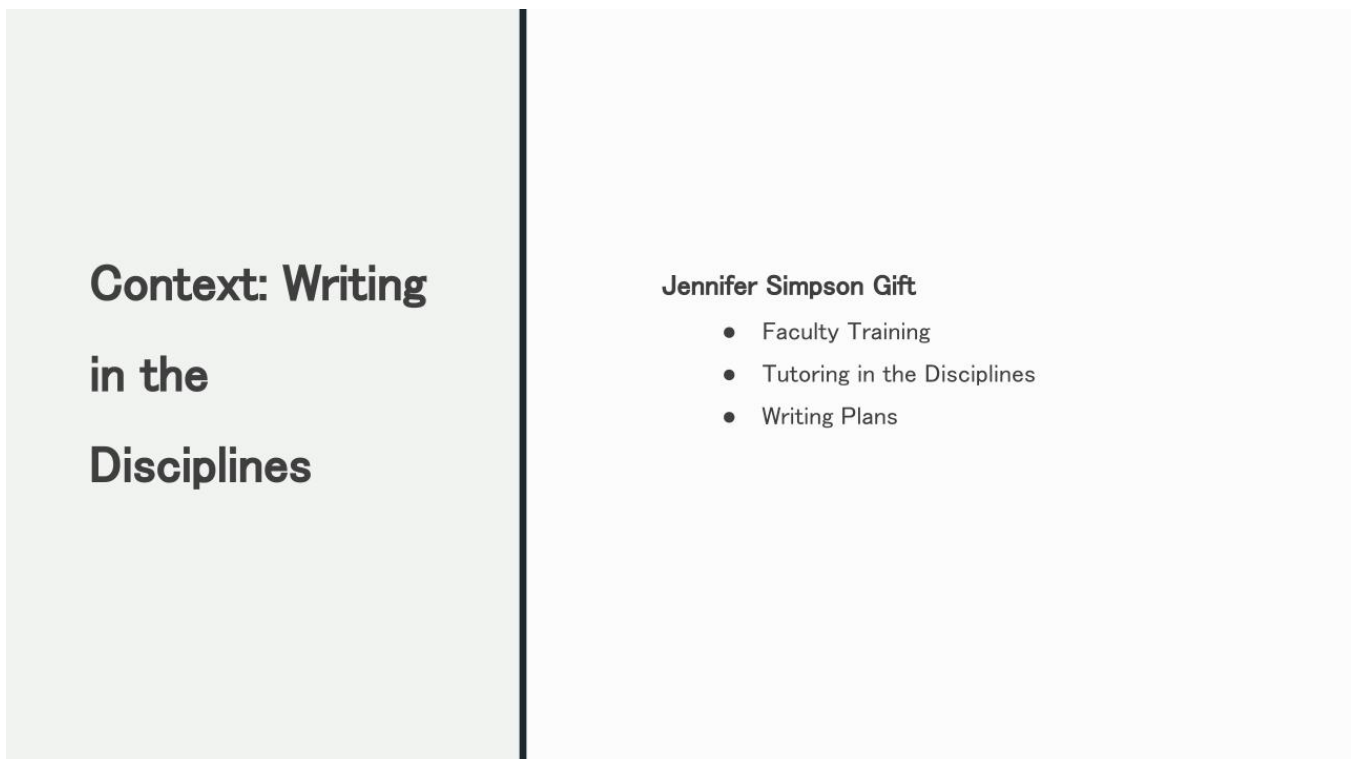 Context: Writing
in the
Disciplines
Jennifer Simpson Gift
● Faculty Training
● Tutoring in the Disciplines
● Writing Plans